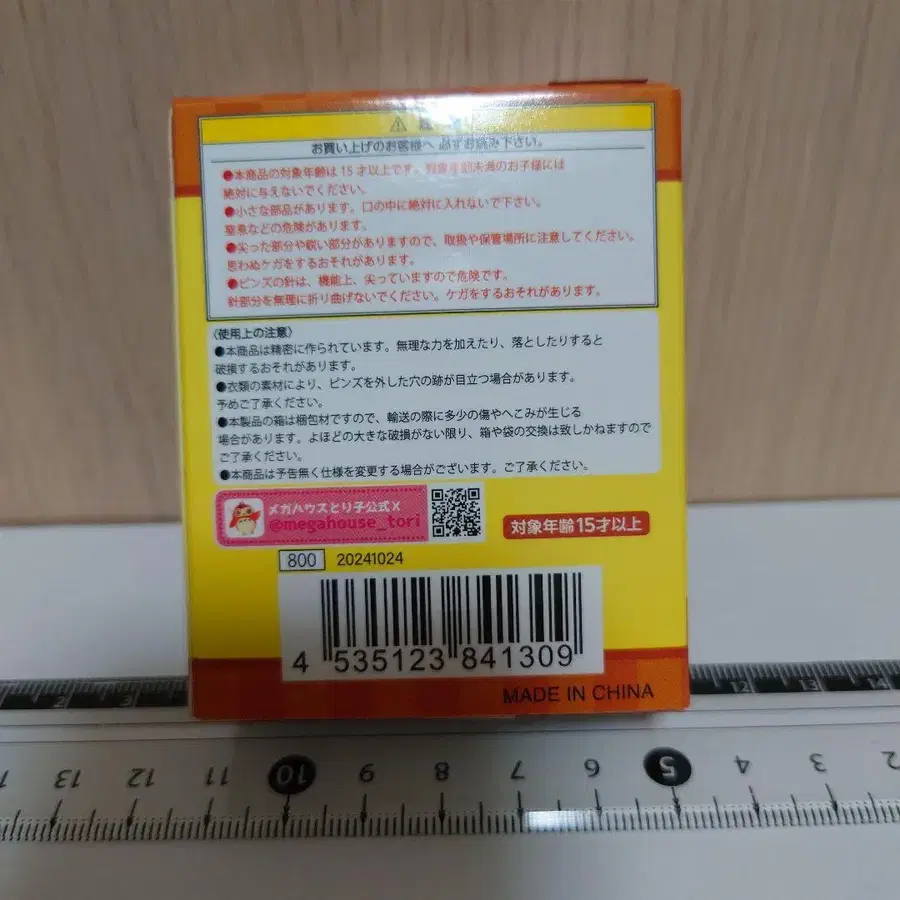 お買い上げのお客様へ 必ずお読み下さい。
●本商品の対象年齢は15才以上です。対象年齢未満のお子様には
絶対に与えないでください。
●小さな部品があります。口の中に絶対に入れないで下さい。
窒息などの危険があります。
●尖った部分や鋭い部分がありますので、取扱や保管場所に注意してください。
思わぬケガをするおそれがあります。
●ピンズの針は、機能上、尖っていますので危険です。
針部分を無理に折り曲げないでください。ケガをするおそれがあります。
〈使用上の注意〉
●本商品は精密に作られています。無理な力を加えたり、落としたりすると
破損するおそれがあります。
●衣類の素材により、ピンズを外した穴の跡が目立つ場合があります。
予めご了承ください。
●本製品の箱は梱包材ですので、輸送の際に多少の傷やへこみが生じる
場合があります。よほどの大きな破損がない限り、箱や袋の交換は致しかねますので
ご了承ください。
●本商品は予告無く仕様を変更する場合がございます。ご了承ください。
メガハウスとり子公式X
@megahouse_tori
対象年齢15才以上
800 20241024
4 535123 841309
MADE IN CHINA
13 12 11 10 9 8 7 6 5 4 3 2